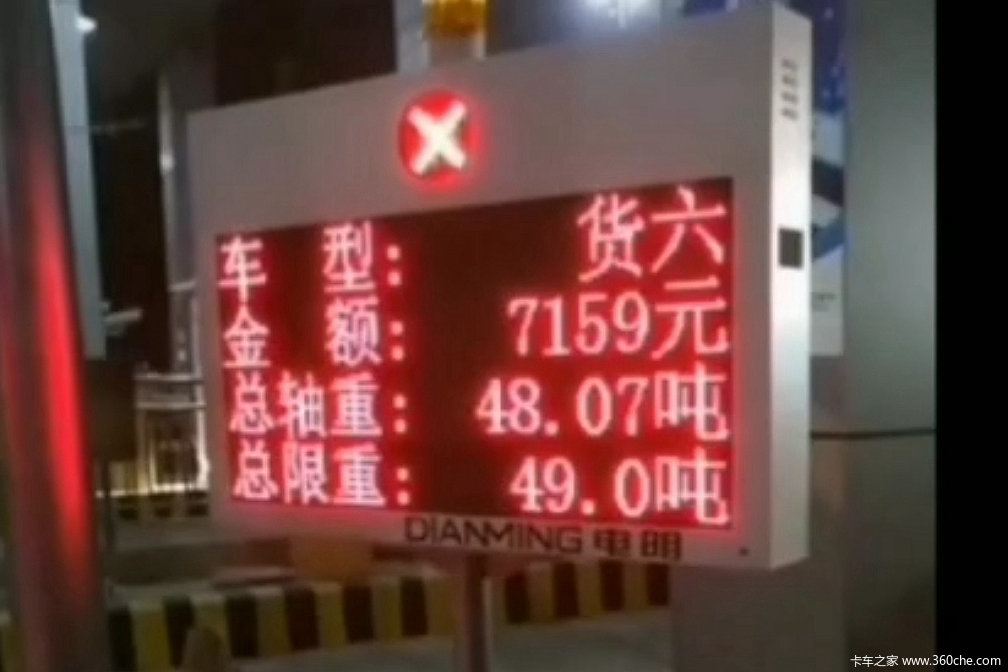 车 型： 货六
金 额： 7159元
总轴重： 48.07吨
总限重： 49.0吨
DIANMING 电明
卡车之家 www.360che.com